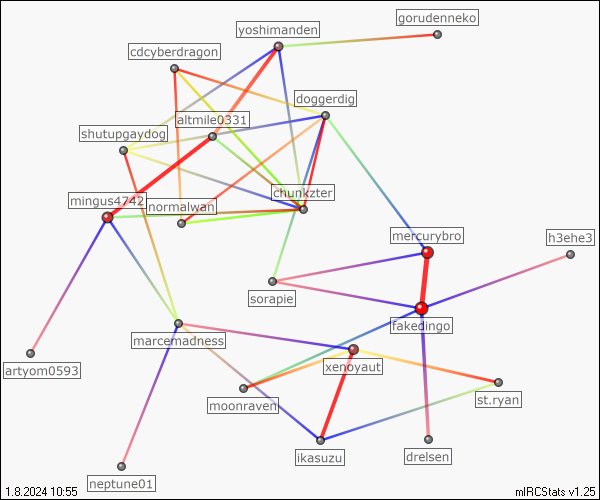 gorudenneko
yoshimanden
cdcyberdragon
doggerdig
altmile0331
shutupgaydog
chunkzter
mingus4742
normalwan
mercurybro
h3ehe3
sorapie
fakedingo
marcemadness
artyom0593
xenoyaut
moonraven
st.ryan
ikasuzu
drelsen
neptune01
1.8.2024 10:55
mIRCStats v1.25